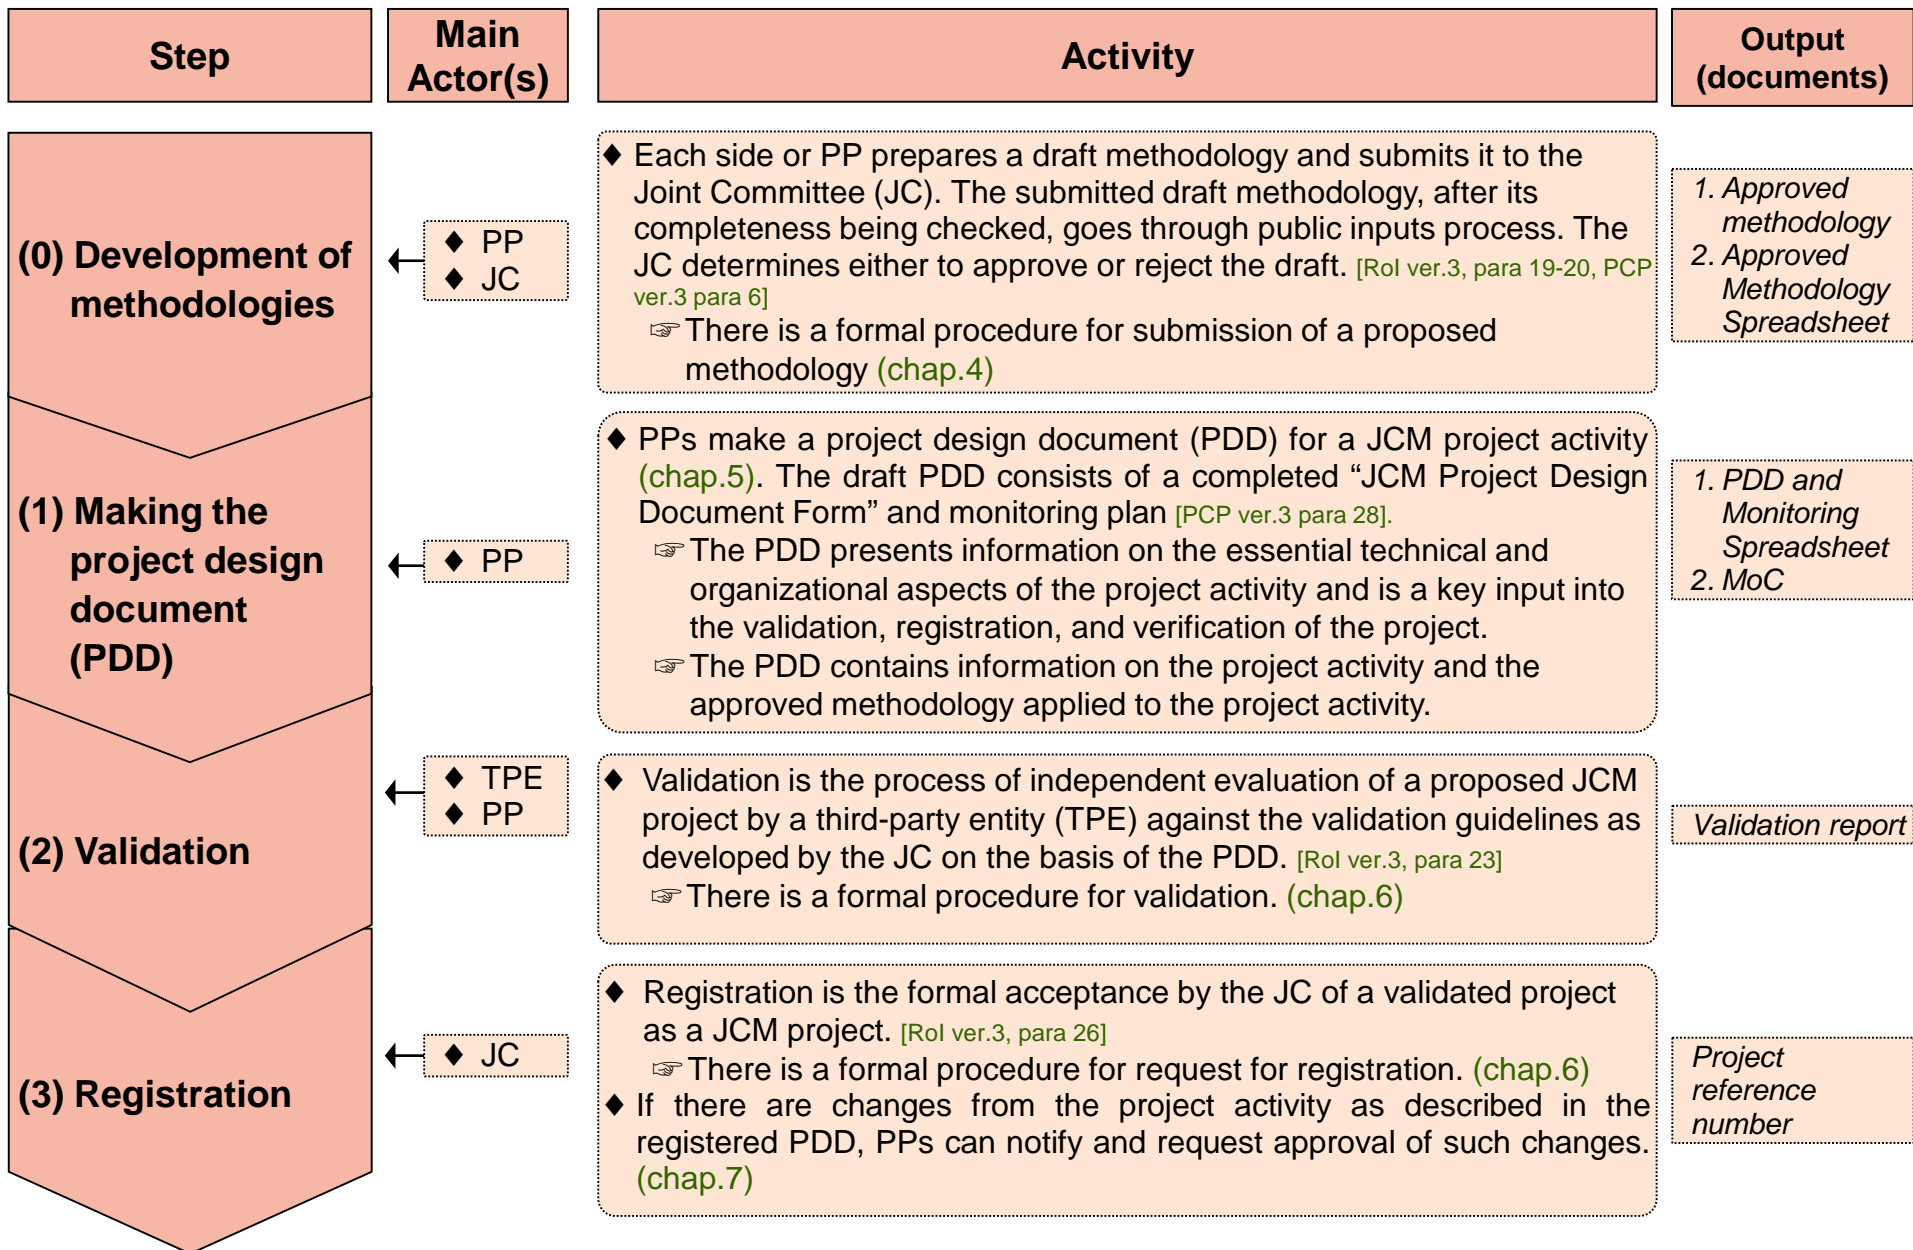 Step
Main
Actor(s)
Activity
Output
(documents)
(0) Development of
methodologies
♦ PP
♦ JC
♦ Each side or PP prepares a draft methodology and submits it to the
Joint Committee (JC). The submitted draft methodology, after its
completeness being checked, goes through public inputs process. The
JC determines either to approve or reject the draft. [RoI ver.3, para 19-20, PCP
ver.3 para 6]
☞ There is a formal procedure for submission of a proposed
methodology (chap.4)
1. Approved
methodology
2. Approved
Methodology
Spreadsheet
(1) Making the
project design
document
(PDD)
♦ PP
♦ PPs make a project design document (PDD) for a JCM project activity
(chap.5). The draft PDD consists of a completed “JCM Project Design
Document Form” and monitoring plan [PCP ver.3 para 28].
☞ The PDD presents information on the essential technical and
organizational aspects of the project activity and is a key input into
the validation, registration, and verification of the project.
☞ The PDD contains information on the project activity and the
approved methodology applied to the project activity.
1. PDD and
Monitoring
Spreadsheet
2. MoC
(2) Validation
♦ TPE
♦ PP
♦ Validation is the process of independent evaluation of a proposed JCM
project by a third-party entity (TPE) against the validation guidelines as
developed by the JC on the basis of the PDD. [RoI ver.3, para 23]
☞ There is a formal procedure for validation. (chap.6)
Validation report
(3) Registration
♦ JC
♦ Registration is the formal acceptance by the JC of a validated project
as a JCM project. [RoI ver.3, para 26]
☞ There is a formal procedure for request for registration. (chap.6)
♦ If there are changes from the project activity as described in the
registered PDD, PPs can notify and request approval of such changes.
(chap.7)
Project
reference
number